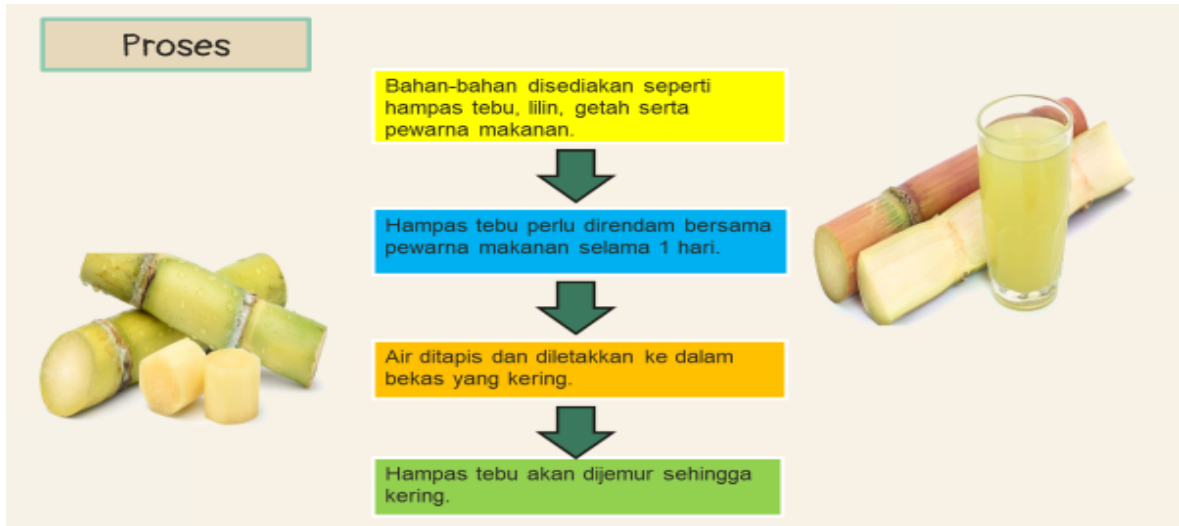 Proses
Bahan-bahan disediakan seperti
hampas tebu, lilin, getah serta
pewarna makanan.
Hampas tebu perlu direndam bersama
pewarna makanan selama 1 hari.
Air ditapis dan diletakkan ke dalam
bekas yang kering.
Hampas tebu akan dijemur sehingga
kering.